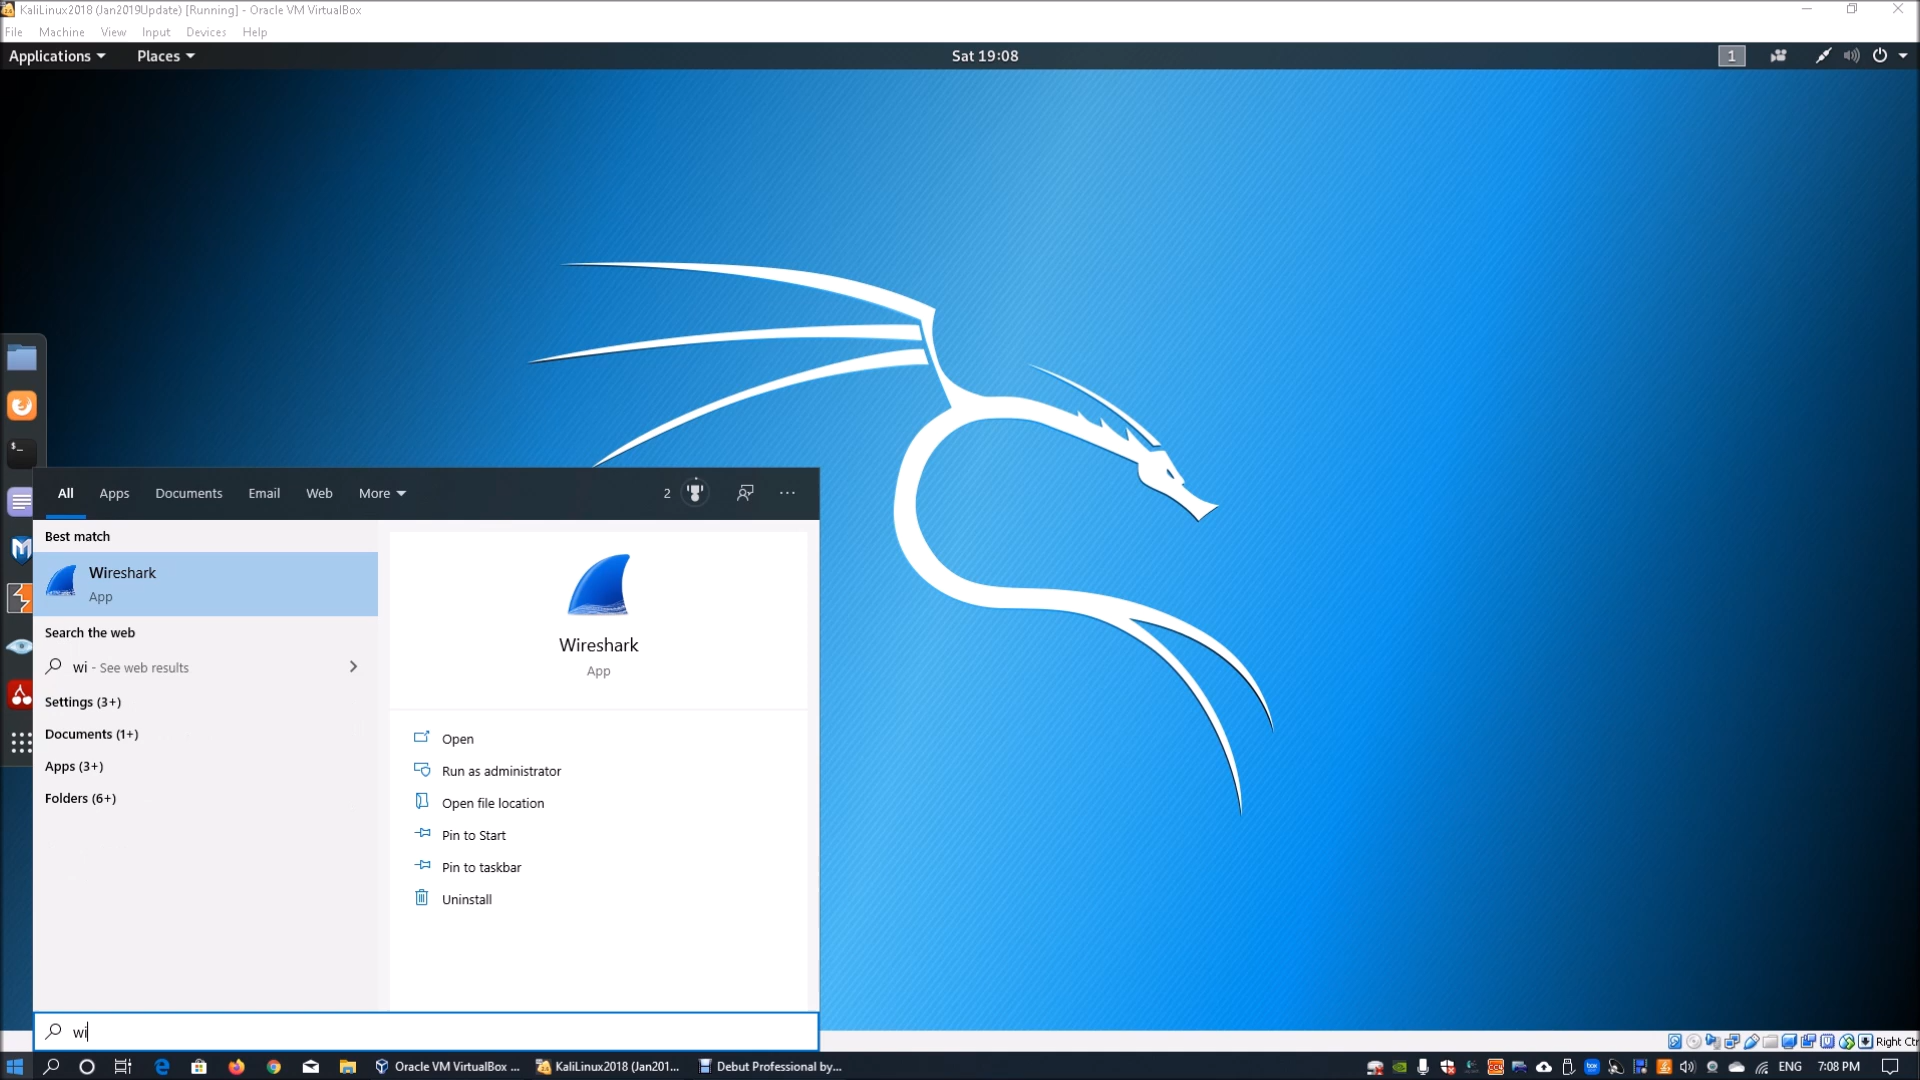 KaliLinux2018 (Jan2019Update) [Running] - Oracle VM VirtualBox
File Machine View Input Devices Help
Applications Places Sat 19:08 1
All Apps Documents Email Web More 2
Best match
Wireshark
App
Search the web
wi - See web results
Settings (3+)
Documents (1+)
Apps (3+)
Folders (6+)
Wireshark
App
Open
Run as administrator
Open file location
Pin to Start
Pin to taskbar
Uninstall
wi
Right Ctr
Oracle VM VirtualBox ... KaliLinux2018 (Jan201... Debut Professional by... ENG 7:08 PM